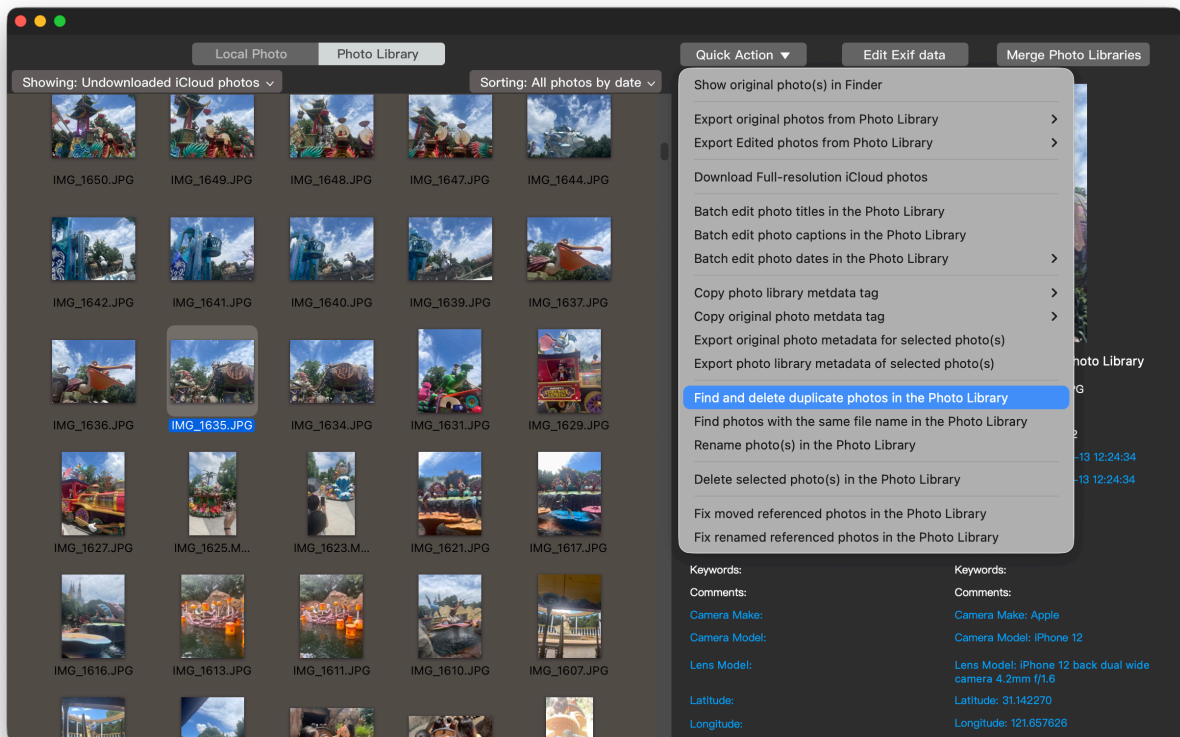 Local Photo
Photo Library
Quick Action ▼
Edit Exif data
Merge Photo Libraries
Showing: Undownloaded iCloud photos
Sorting: All photos by date
IMG_1650.JPG
IMG_1649.JPG
IMG_1648.JPG
IMG_1647.JPG
IMG_1644.JPG
IMG_1642.JPG
IMG_1641.JPG
IMG_1640.JPG
IMG_1639.JPG
IMG_1637.JPG
IMG_1636.JPG
IMG_1635.JPG
IMG_1634.JPG
IMG_1631.JPG
IMG_1629.JPG
IMG_1627.JPG
IMG_1625.M...
IMG_1623.M...
IMG_1621.JPG
IMG_1617.JPG
IMG_1616.JPG
IMG_1613.JPG
IMG_1611.JPG
IMG_1610.JPG
IMG_1607.JPG
Show original photo(s) in Finder
Export original photos from Photo Library
Export Edited photos from Photo Library
Download Full-resolution iCloud photos
Batch edit photo titles in the Photo Library
Batch edit photo captions in the Photo Library
Batch edit photo dates in the Photo Library
Copy photo library metdata tag
Copy original photo metdata tag
Export original photo metadata for selected photo(s)
Export photo library metadata of selected photo(s)
Find and delete duplicate photos in the Photo Library
Find photos with the same file name in the Photo Library
Rename photo(s) in the Photo Library
Delete selected photo(s) in the Photo Library
Fix moved referenced photos in the Photo Library
Fix renamed referenced photos in the Photo Library
hoto Library
PG
2
-13 12:24:34
-13 12:24:34
Keywords:
Comments:
Camera Make:
Camera Model:
Lens Model:
Latitude:
Longitude:
Keywords:
Comments:
Camera Make: Apple
Camera Model: iPhone 12
Lens Model: iPhone 12 back dual wide
camera 4.2mm f/1.6
Latitude: 31.142270
Longitude: 121.657626